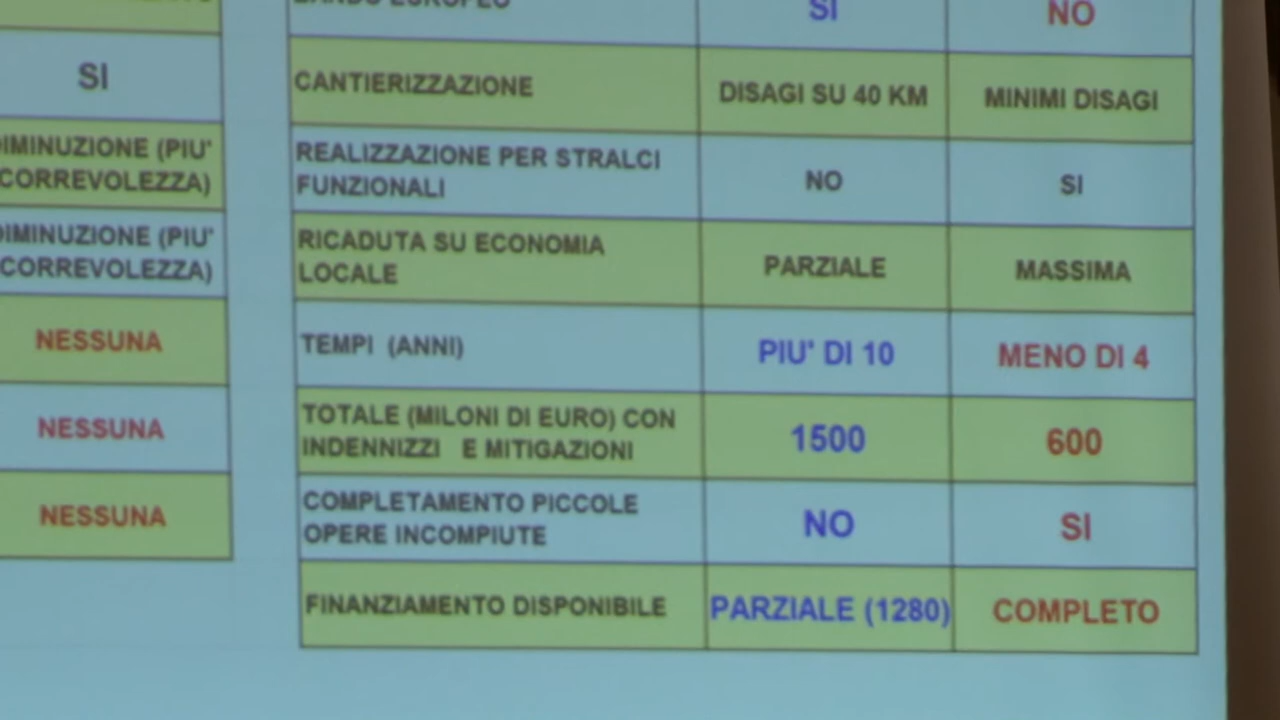 SI
(PIU'
CORREVOLEZZA)
(PIU'
CORREVOLEZZA)
NESSUNA
NESSUNA
NESSUNA
EUROPEO SI NO
CANTIERIZZAZIONE DISAGI SU 40 KM MINIMI DISAGI
REALIZZAZIONE PER STRALCI
FUNZIONALI NO SI
RICADUTA SU ECONOMIA
LOCALE PARZIALE MASSIMA
TEMPI (ANNI) PIU' DI 10 MENO DI 4
TOTALE (MILONI DI EURO) CON
INDENNIZZI E MITIGAZIONI 1500 600
COMPLETAMENTO PICCOLE
OPERE INCOMPIUTE NO SI
FINANZIAMENTO DISPONIBILE PARZIALE (1280) COMPLETO